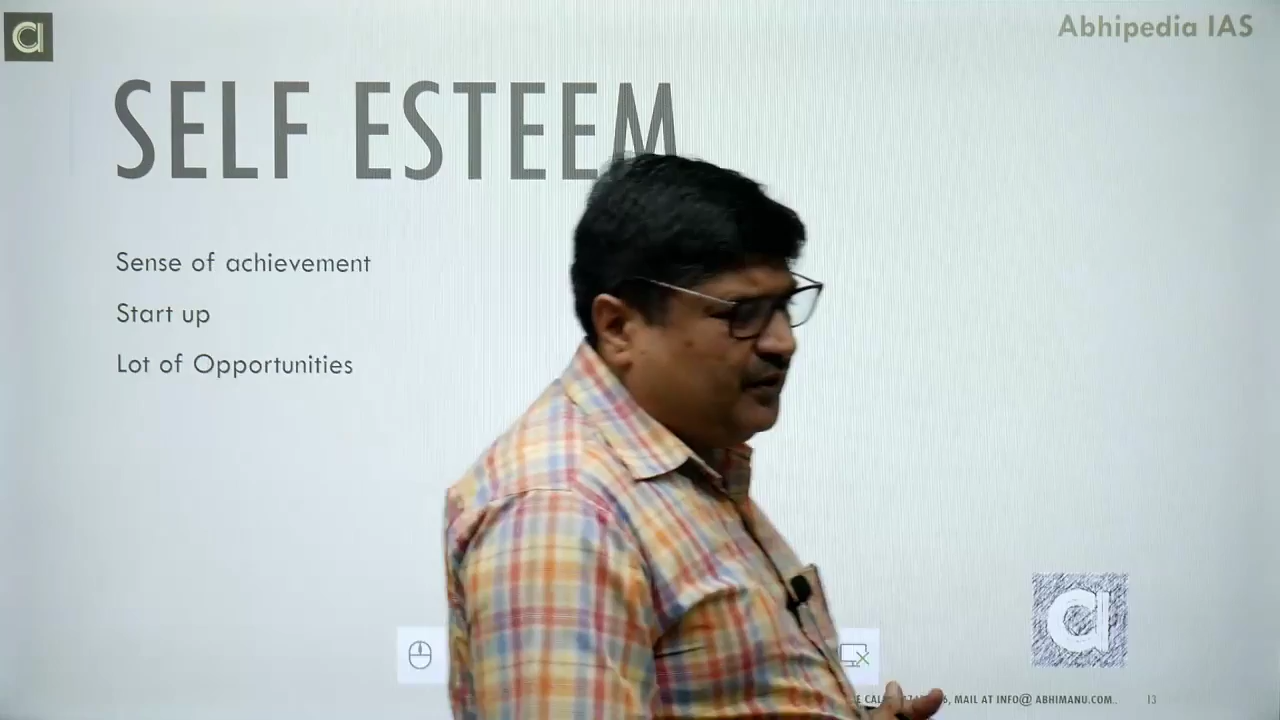 Abhipedia IAS
SELF ESTEEM
Sense of achievement
Start up
Lot of Opportunities
MAIL AT INFO@ ABHIMANU.COM..
13